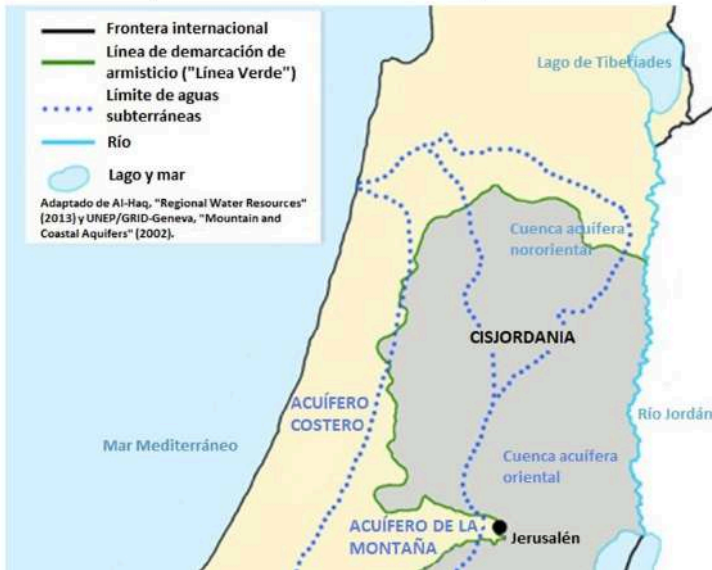 Frontera internacional
Línea de demarcación de
armisticio ("Línea Verde")
Límite de aguas
subterráneas
Río
Lago y mar
Adaptado de Al-Haq, "Regional Water Resources"
(2013) y UNEP/GRID-Geneva, "Mountain and
Coastal Aquifers" (2002).
Lago de Tiberíades
Cuenca acuífera
nororiental
CISJORDANIA
ACUÍFERO
COSTERO
Río Jordán
Mar Mediterráneo
Cuenca acuífera
oriental
ACUÍFERO DE LA
MONTAÑA
Jerusalén